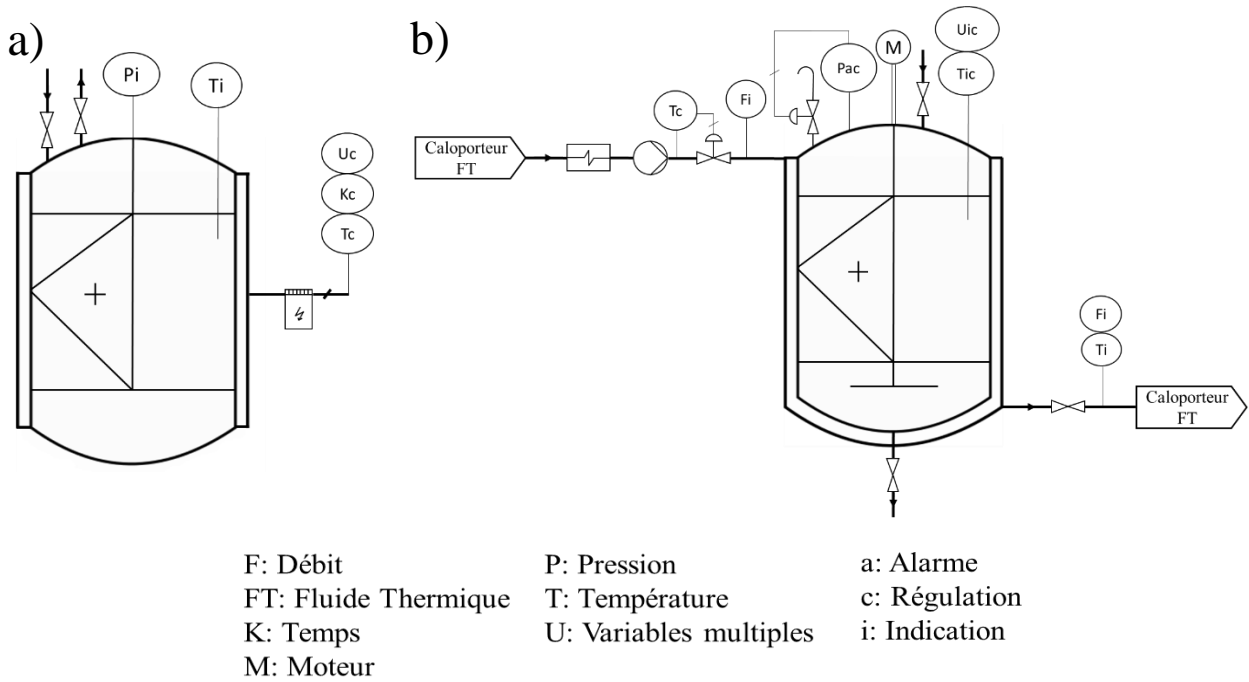 a)
Pi
Ti
Uc
Kc
Tc
b)
Caloporteur
FT
Tc
Fi
Pac
M
Uic
Tic
Fi
Ti
Caloporteur
FT
F: Débit
FT: Fluide Thermique
K: Temps
M: Moteur
P: Pression
T: Température
U: Variables multiples
a: Alarme
c: Régulation
i: Indication